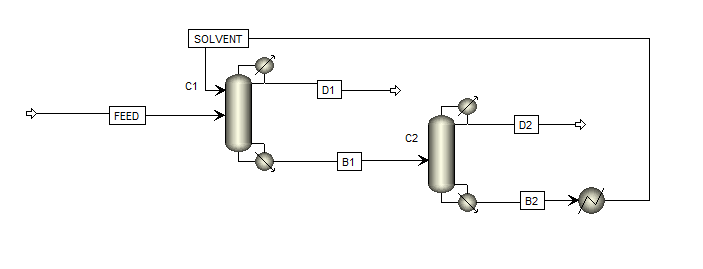 SOLVENT
C1
D1
FEED
D2
C2
B1
B2